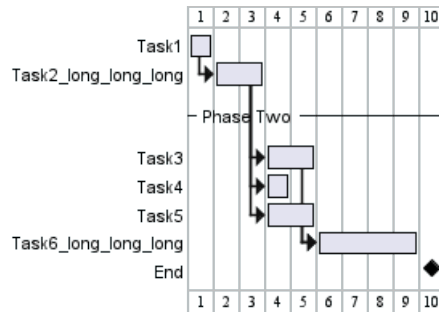 1 2 3 4 5 6 7 8 9 10
Task1
Task2_long_long_long
Phase Two
Task3
Task4
Task5
Task6_long_long_long
End
1 2 3 4 5 6 7 8 9 10